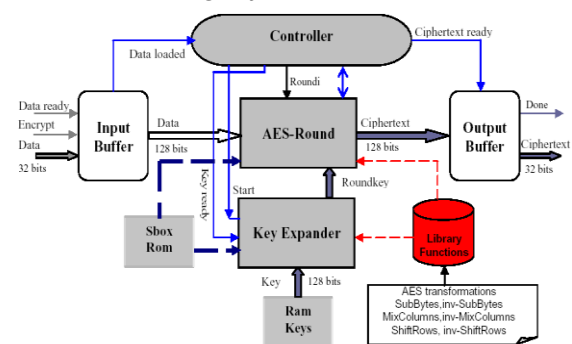 Controller
Data loaded
Ciphertext ready
Roundi
Data ready
Encrypt
Data
32 bits
Input
Buffer
Data
128 bits
AES-Round
Ciphertext
128 bits
Output
Buffer
Done
Ciphertext
32 bits
Key ready
Start
Roundkey
Sbox
Rom
Key Expander
Library
Functions
Key
128 bits
Ram
Keys
AES transformations
SubBytes,inv-SubBytes
MixColumns,inv-MixColumns
ShiftRows, inv-ShiftRows